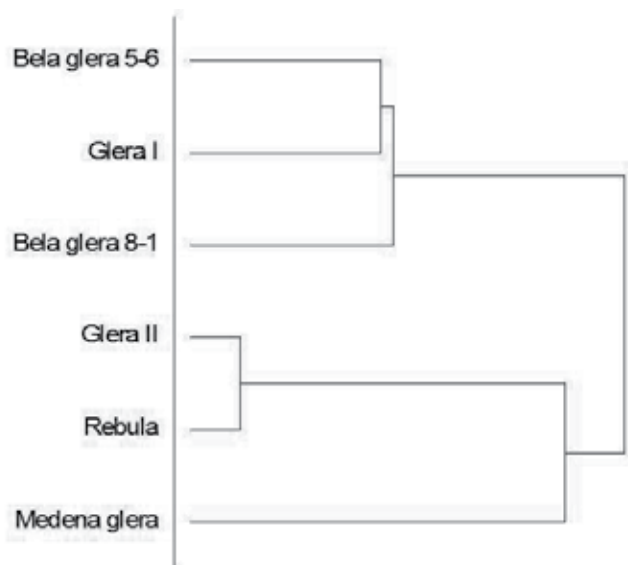 Bela glera 5-6
Glera I
Bela glera 8-1
Glera II
Rebula
Medena glera